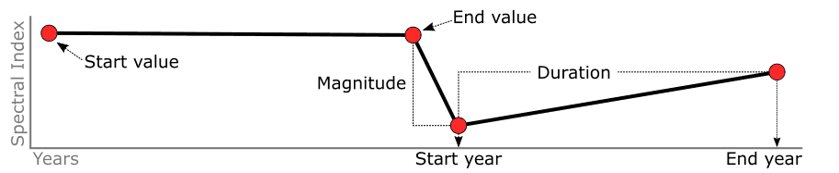 End value
Start value
Duration
Magnitude
Spectral Index
Years
Start year
End year